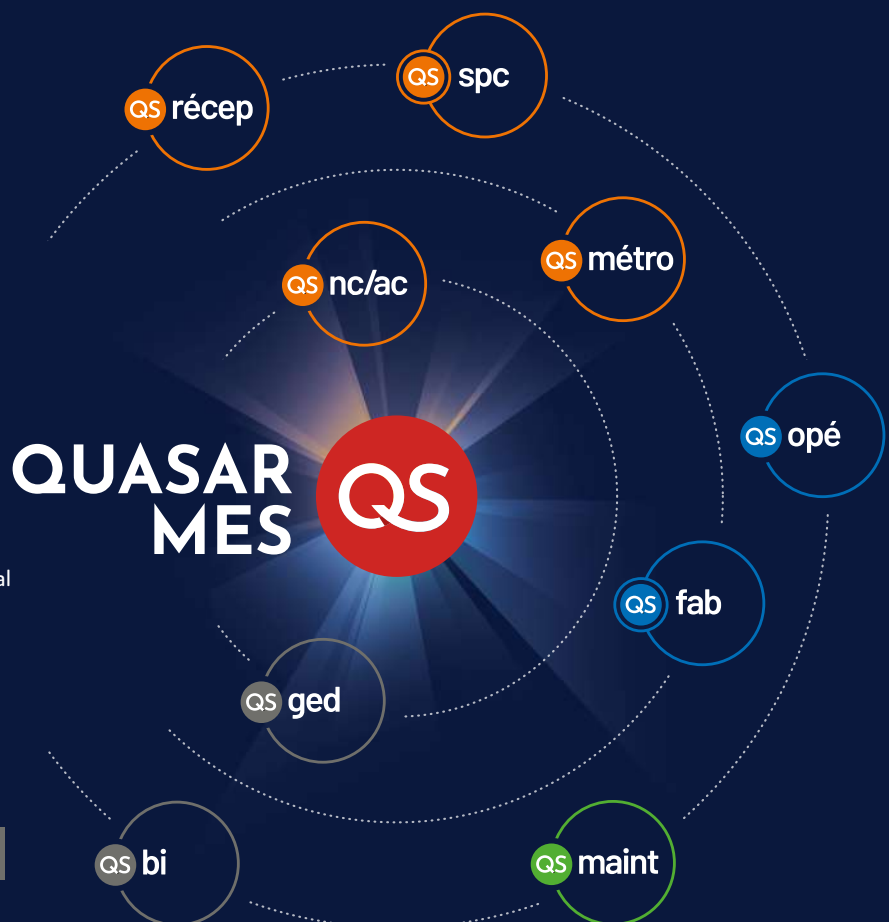 QS spc
QS récep
QS métro
QS nc/ac
QS opé
QUASAR
MES
QS
al
QS fab
QS ged
QS bi
QS maint